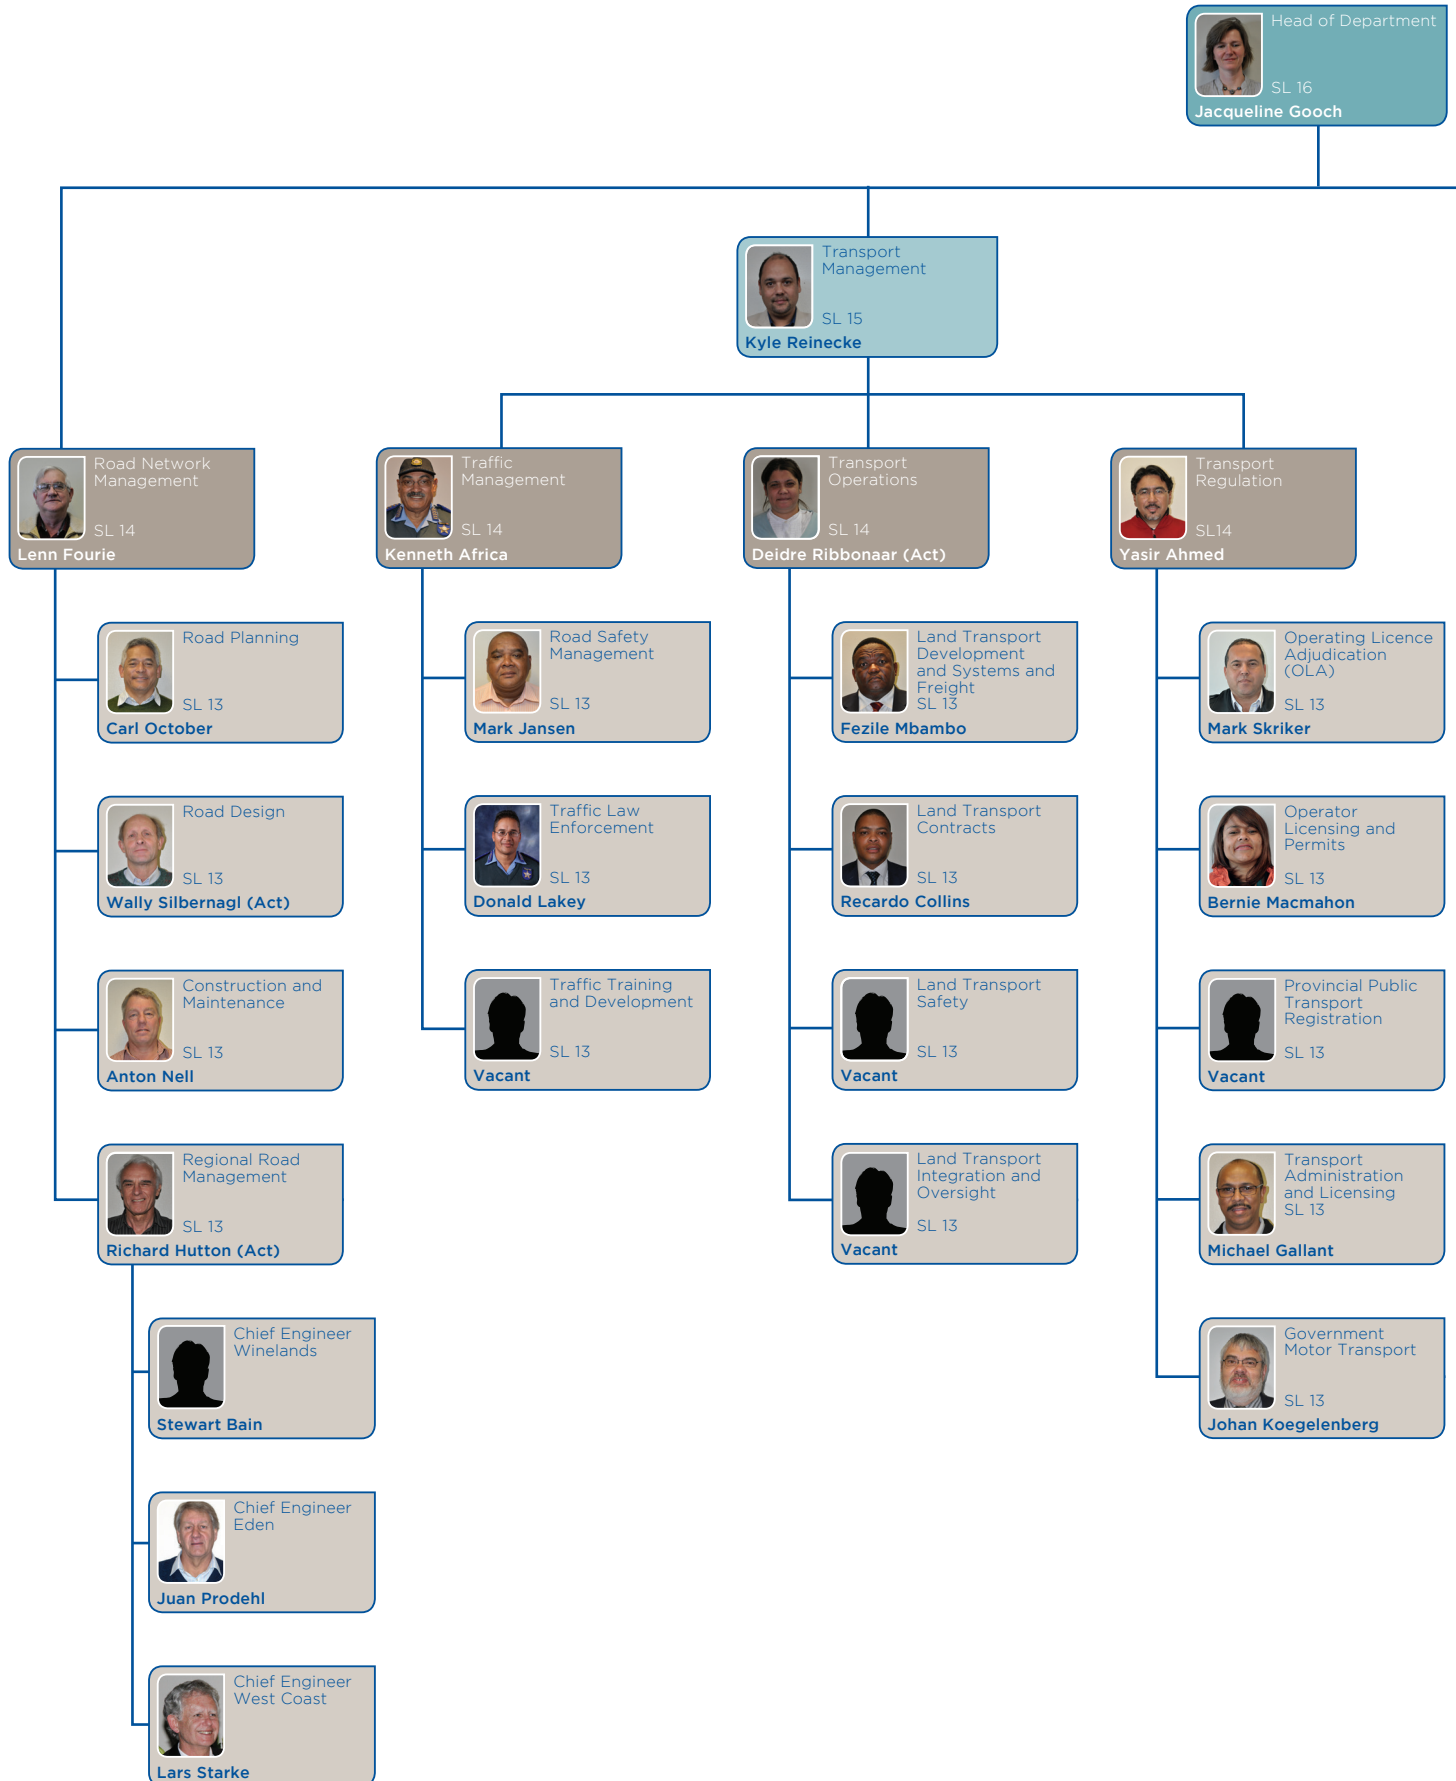 Head of Department
SL 16
Jacqueline Gooch
Transport
Management
SL 15
Kyle Reinecke
Road Network
Management
SL 14
Lenn Fourie
Traffic
Management
SL 14
Kenneth Africa
Transport
Operations
SL 14
Deidre Ribbonaar (Act)
Transport
Regulation
SL14
Yasir Ahmed
Road Planning
SL 13
Carl October
Road Safety
Management
SL 13
Mark Jansen
Land Transport
Development
and Systems and
Freight
SL 13
Fezile Mbambo
Operating Licence
Adjudication
(OLA)
SL 13
Mark Skriker
Road Design
SL 13
Wally Silbernagl (Act)
Traffic Law
Enforcement
SL 13
Donald Lakey
Land Transport
Contracts
SL 13
Recardo Collins
Operator
Licensing and
Permits
SL 13
Bernie Macmahon
Construction and
Maintenance
SL 13
Anton Nell
Traffic Training
and Development
SL 13
Vacant
Land Transport
Safety
SL 13
Vacant
Provincial Public
Transport
Registration
SL 13
Vacant
Regional Road
Management
SL 13
Richard Hutton (Act)
Land Transport
Integration and
Oversight
SL 13
Vacant
Transport
Administration
and Licensing
SL 13
Michael Gallant
Chief Engineer
Winelands
Stewart Bain
Government
Motor Transport
SL 13
Johan Koegelenberg
Chief Engineer
Eden
Juan Prodehl
Chief Engineer
West Coast
Lars Starke